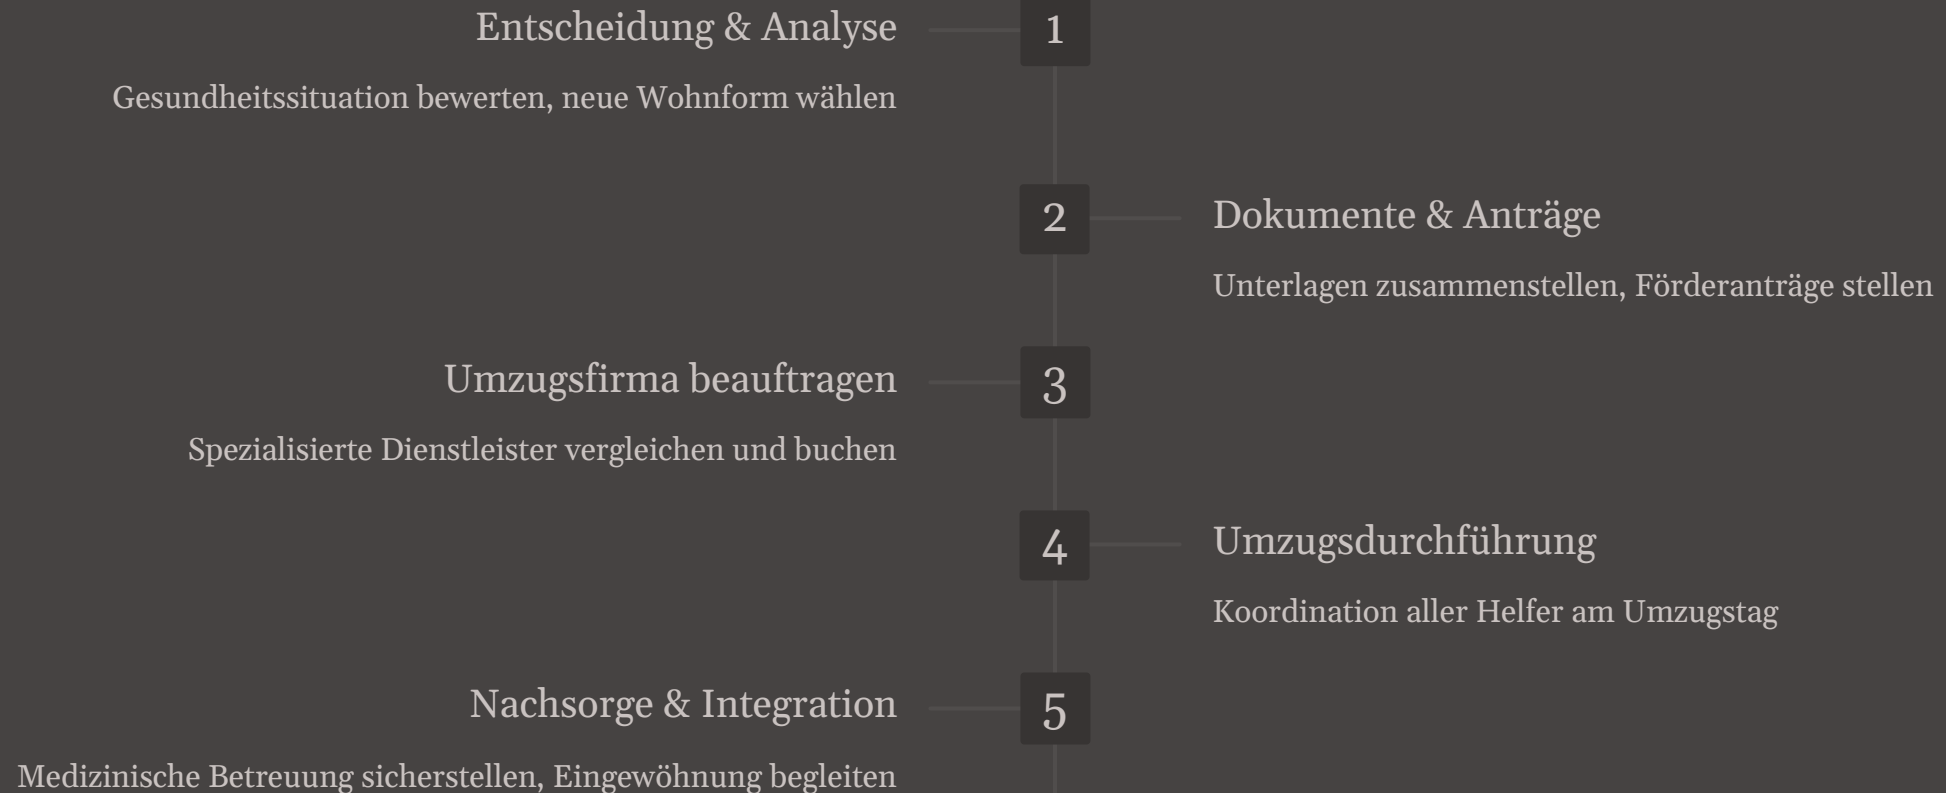 Entscheidung & Analyse
1
Gesundheitssituation bewerten, neue Wohnform wählen
2
Dokumente & Anträge
Unterlagen zusammenstellen, Förderanträge stellen
Umzugsfirma beauftragen
3
Spezialisierte Dienstleister vergleichen und buchen
4
Umzugsdurchführung
Koordination aller Helfer am Umzugstag
Nachsorge & Integration
5
Medizinische Betreuung sicherstellen, Eingewöhnung begleiten